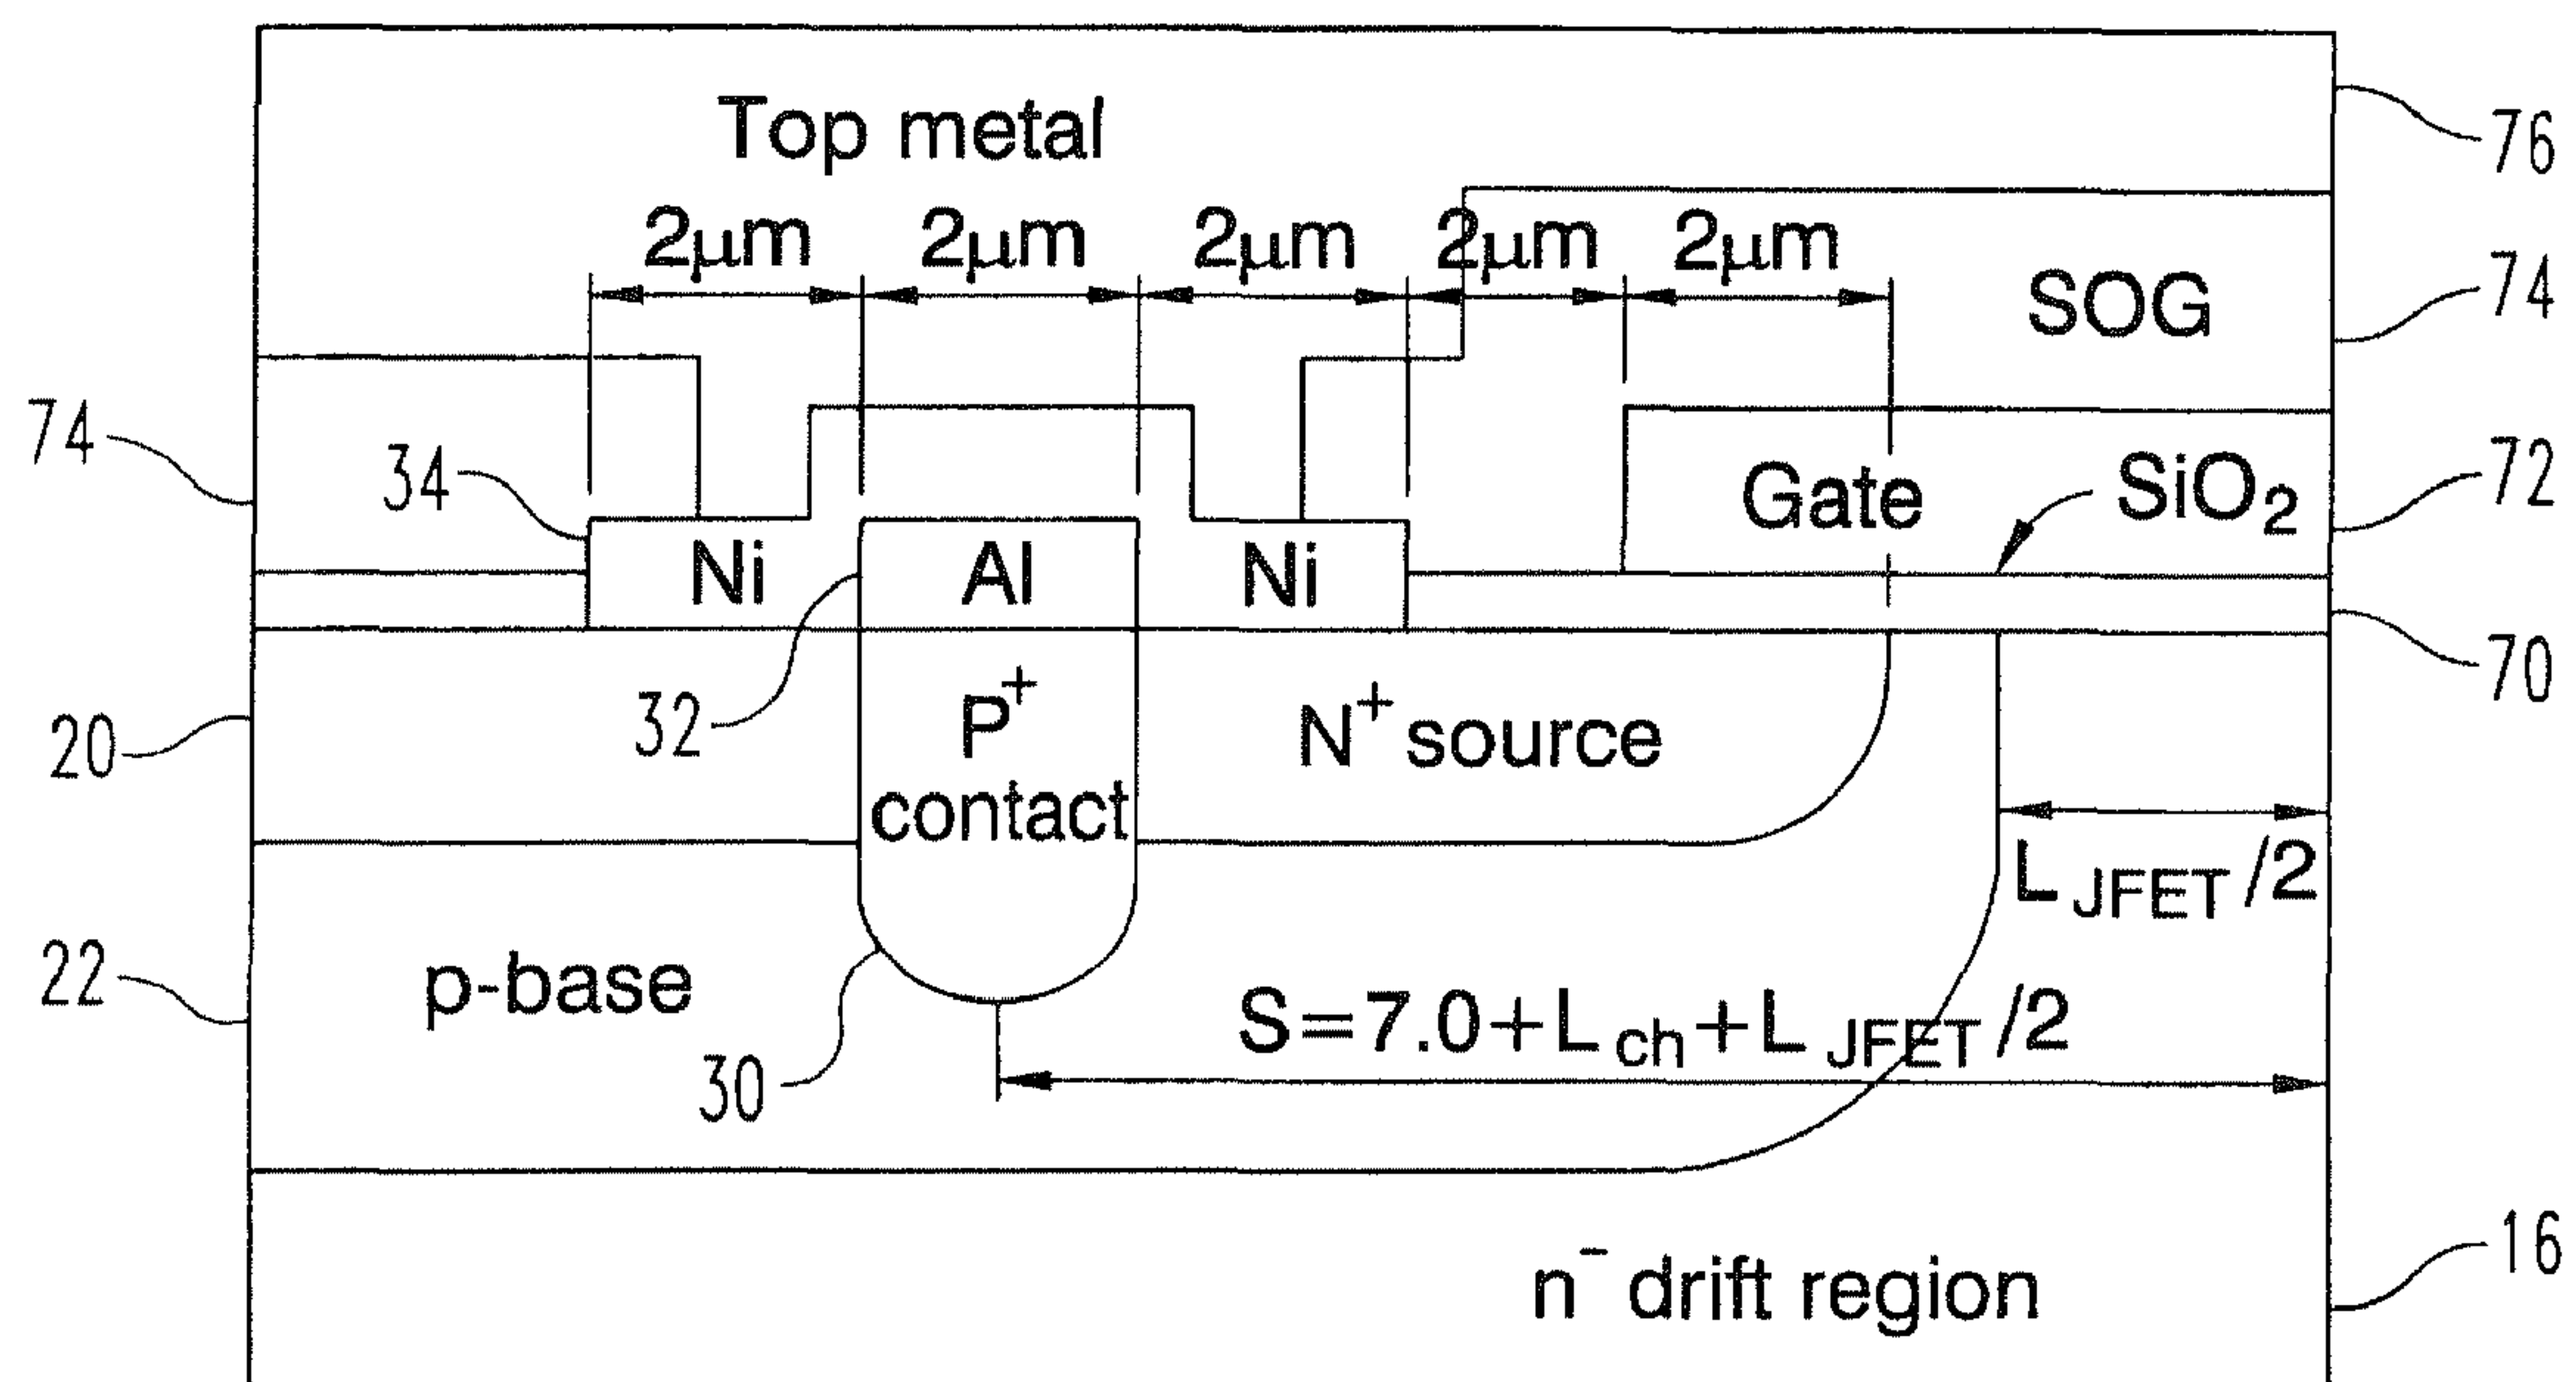 Top metal
76
2μm 2μm 2μm 2μm 2μm
SOG
74
74
34
Gate
SiO2
72
Ni
Al
Ni
70
20
32
P+
contact
N+ source
LJFET/2
22
p-base
30
S=7.0+Lch+LJFET/2
n- drift region
16